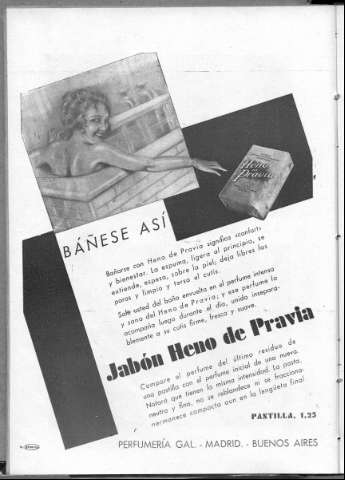 Heno
Pravia
BÁÑESE ASÍ
Bañarse con Heno de Pravia significa «confort»
y bienestar. La espuma, ligera al principio, se
extiende, espesa, sobre la piel; deja libres los
poros y limpio y terso el cutis.
Sale usted del baño envuelta en el perfume intenso
y sano del Heno de Pravia; y ese perfume la
acompaña luego durante el día, unido insepara-
blemente a su cutis firme, fresco y suave.
Jabón Heno de Pravia
Compare el perfume del último residuo de
una pastilla con el perfume inicial de una nueva.
Notará que tienen la misma intensidad. La pasta,
neutra y fina, no se reblandece ni se fracciona:
permanece compacta aun en la lengüeta final
PASTILLA, 1,25
PERFUMERÍA GAL. - MADRID. - BUENOS AIRES